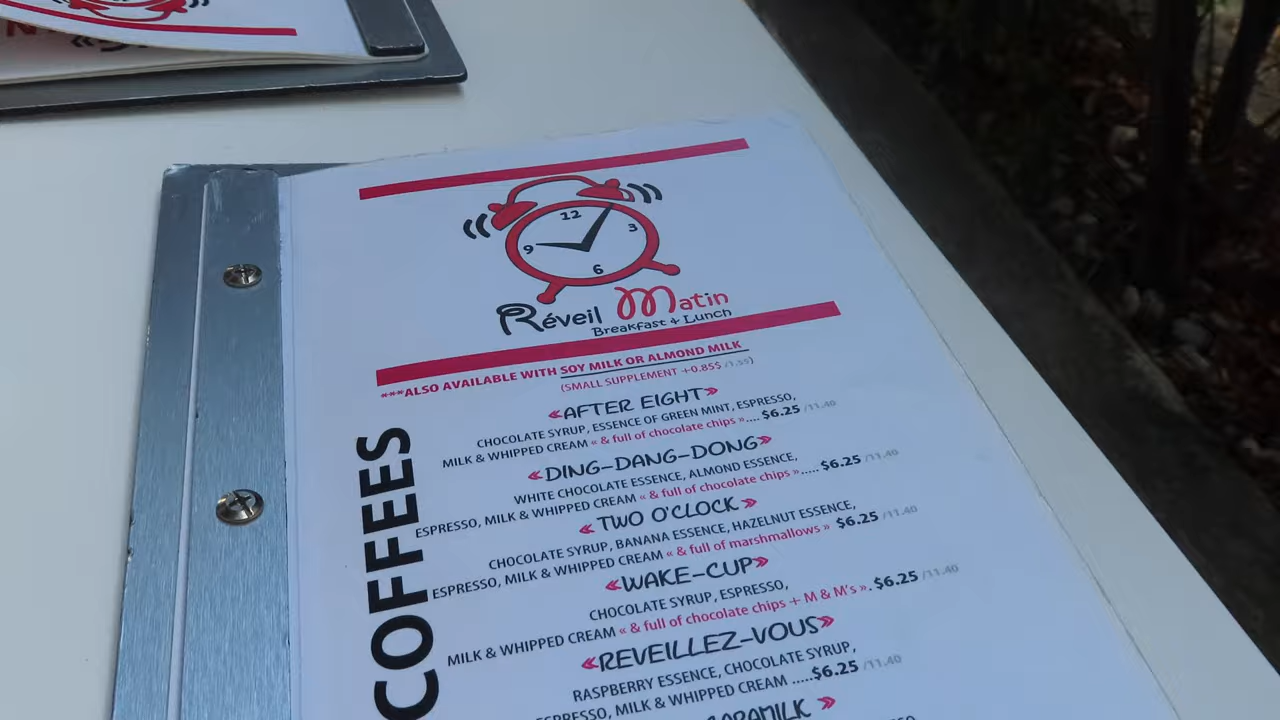 12
3
9
6
Réveil Matin
Breakfast & Lunch
***ALSO AVAILABLE WITH SOY MILK OR ALMOND MILK
(SMALL SUPPLEMENT +0.85$ /1.55)
COFFEES
«AFTER EIGHT»
CHOCOLATE SYRUP, ESSENCE OF GREEN MINT, ESPRESSO,
MILK & WHIPPED CREAM « & full of chocolate chips ».... $6.25 /11.40
«DING-DANG-DONG»
WHITE CHOCOLATE ESSENCE, ALMOND ESSENCE,
ESPRESSO, MILK & WHIPPED CREAM « & full of chocolate chips »..... $6.25 /11.40
« TWO O'CLOCK »
CHOCOLATE SYRUP, BANANA ESSENCE, HAZELNUT ESSENCE,
ESPRESSO, MILK & WHIPPED CREAM « & full of marshmallows » $6.25 /11.40
«WAKE-CUP»
CHOCOLATE SYRUP, ESPRESSO,
MILK & WHIPPED CREAM « & full of chocolate chips + M & M's ». $6.25 /11.40
«REVEILLEZ-VOUS»
RASPBERRY ESSENCE, CHOCOLATE SYRUP,
ESPRESSO, MILK & WHIPPED CREAM .....$6.25 /11.40
CARAMILK »